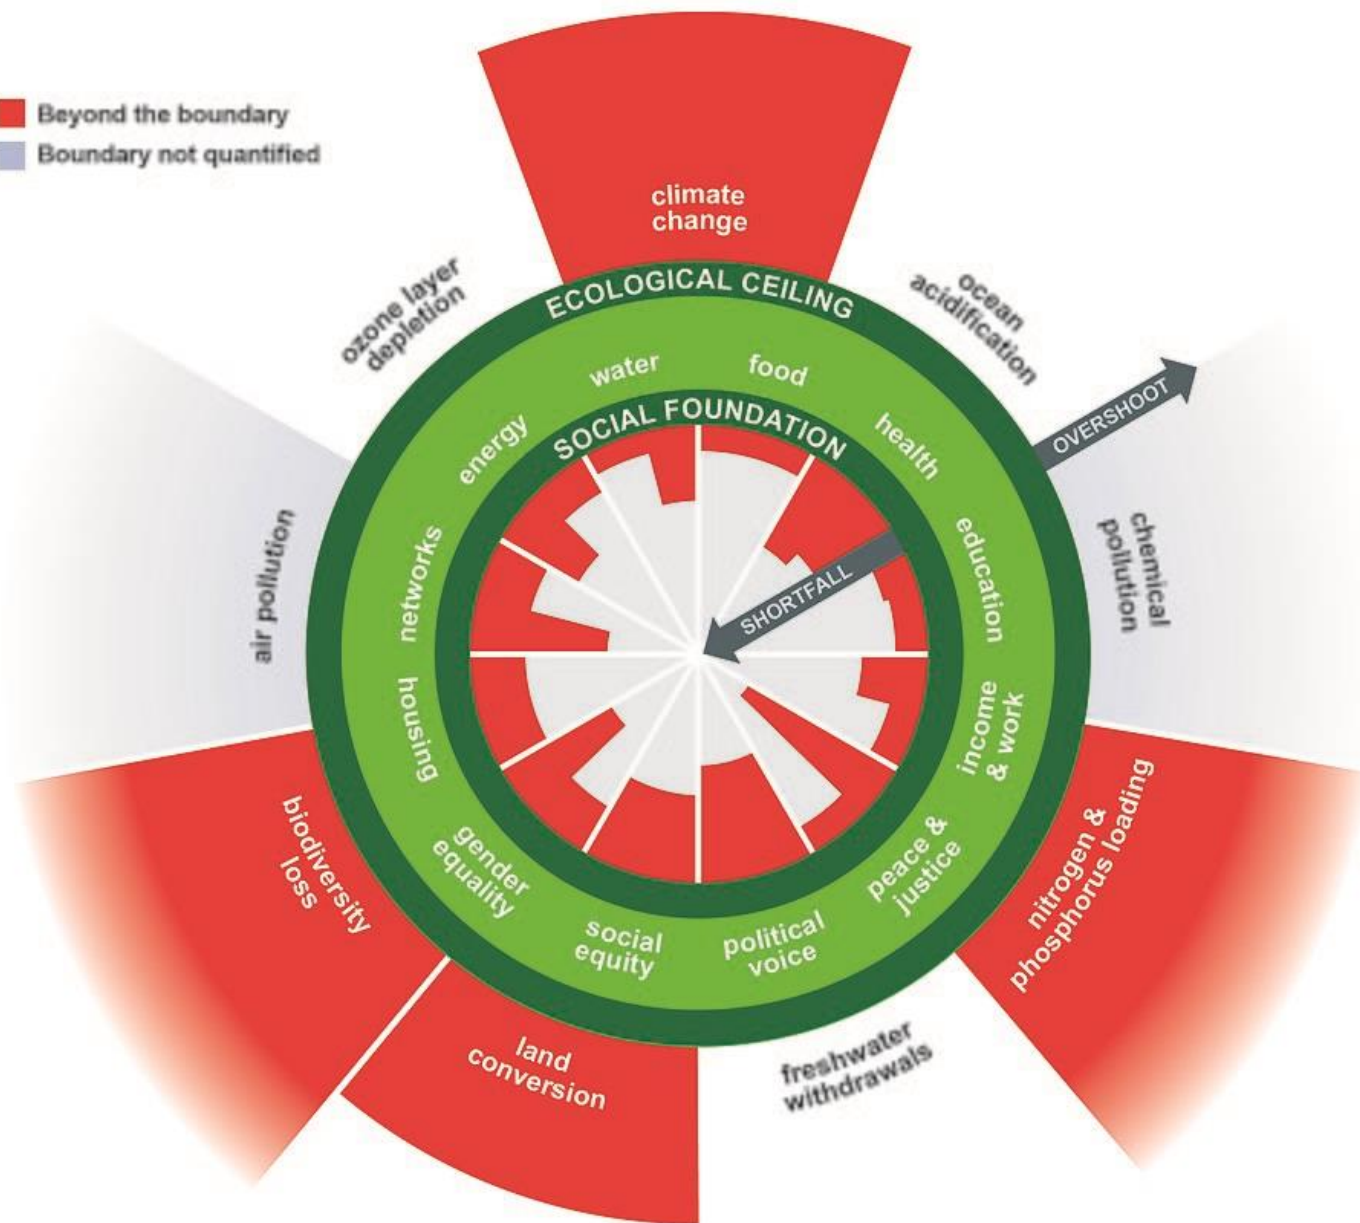 Beyond the boundary
Boundary not quantified
climate
change
ozone layer
depletion
ocean
acidification
ECOLOGICAL CEILING
water
food
energy
health
SOCIAL FOUNDATION
OVERSHOOT
networks
education
air pollution
chemical
pollution
SHORTFALL
housing
income
& work
biodiversity
loss
nitrogen &
phosphorus loading
gender
equality
peace &
justice
social
equity
political
voice
land
conversion
freshwater
withdrawals